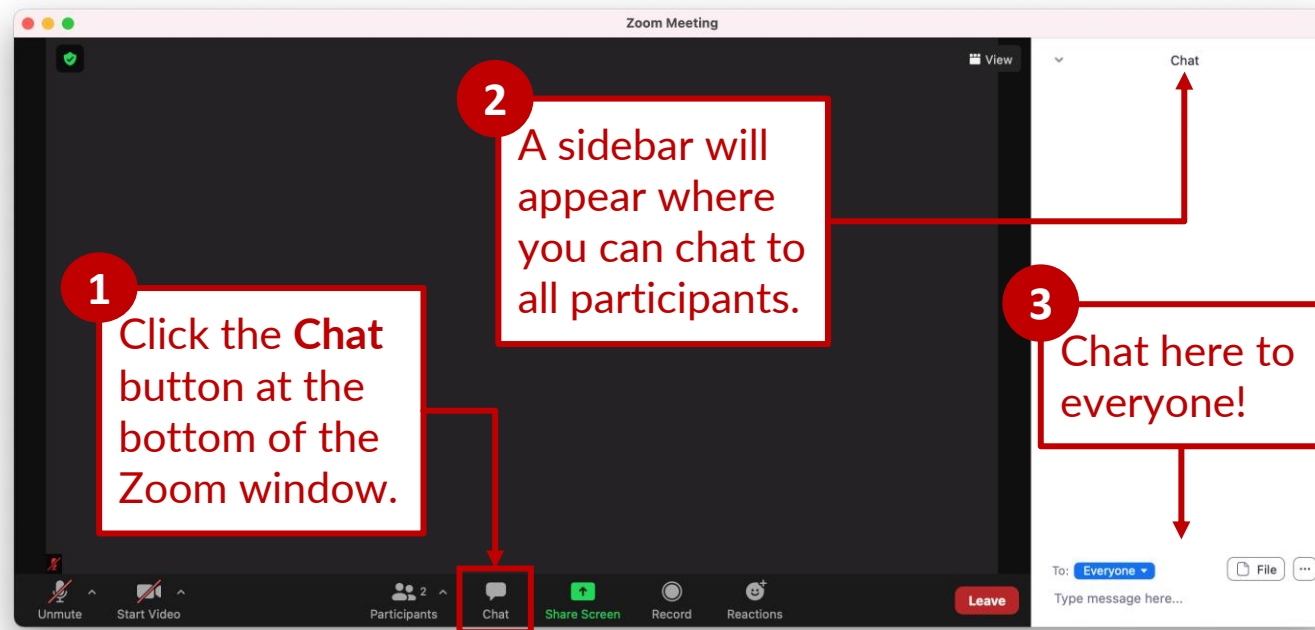 Zoom Meeting
View
Chat
2
A sidebar will
appear where
you can chat to
all participants.
1
Click the Chat
button at the
bottom of the
Zoom window.
3
Chat here to
everyone!
To: Everyone
File
Type message here...
Unmute
Start Video
2
Participants
Chat
Share Screen
Record
Reactions
Leave